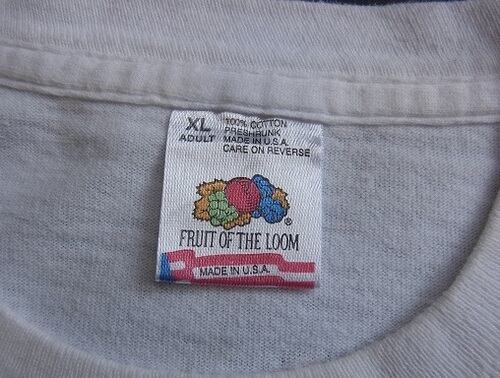 XL
ADULT
100% COTTON
PRESHRUNK
MADE IN U.S.A.
CARE ON REVERSE
®
FRUIT OF THE LOOM
MADE IN U.S.A.